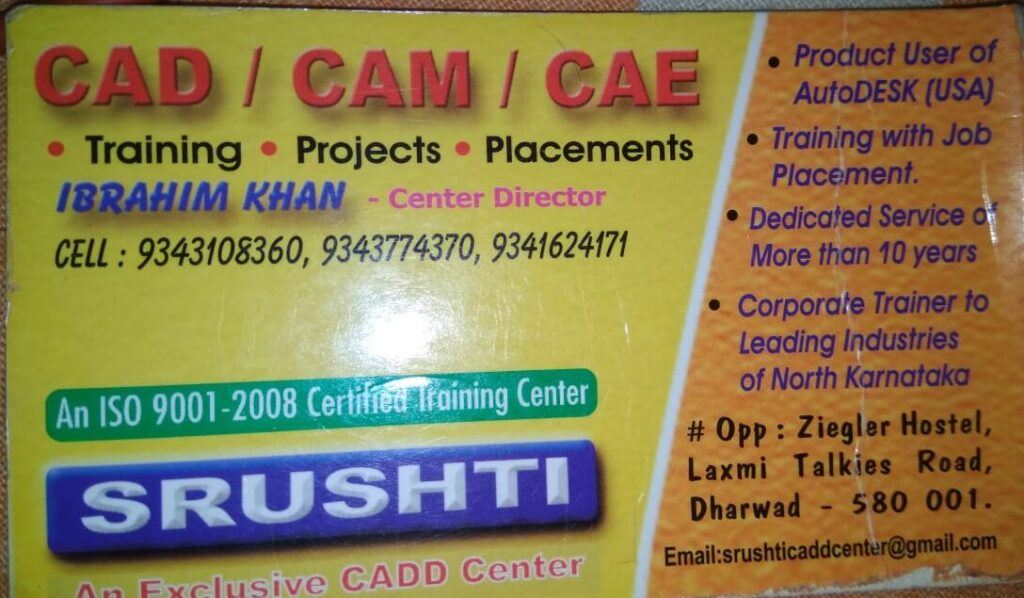 CAD / CAM / CAE
• Training • Projects • Placements
IBRAHIM KHAN - Center Director
CELL : 9343108360, 9343774370, 9341624171
An ISO 9001-2008 Certified Training Center
SRUSHTI
An Exclusive CADD Center
• Product User of
AutoDESK (USA)
• Training with Job
Placement.
• Dedicated Service of
More than 10 years
• Corporate Trainer to
Leading Industries
of North Karnataka
# Opp : Ziegler Hostel,
Laxmi Talkies Road,
Dharwad - 580 001.
Email:srushticaddcenter@gmail.com